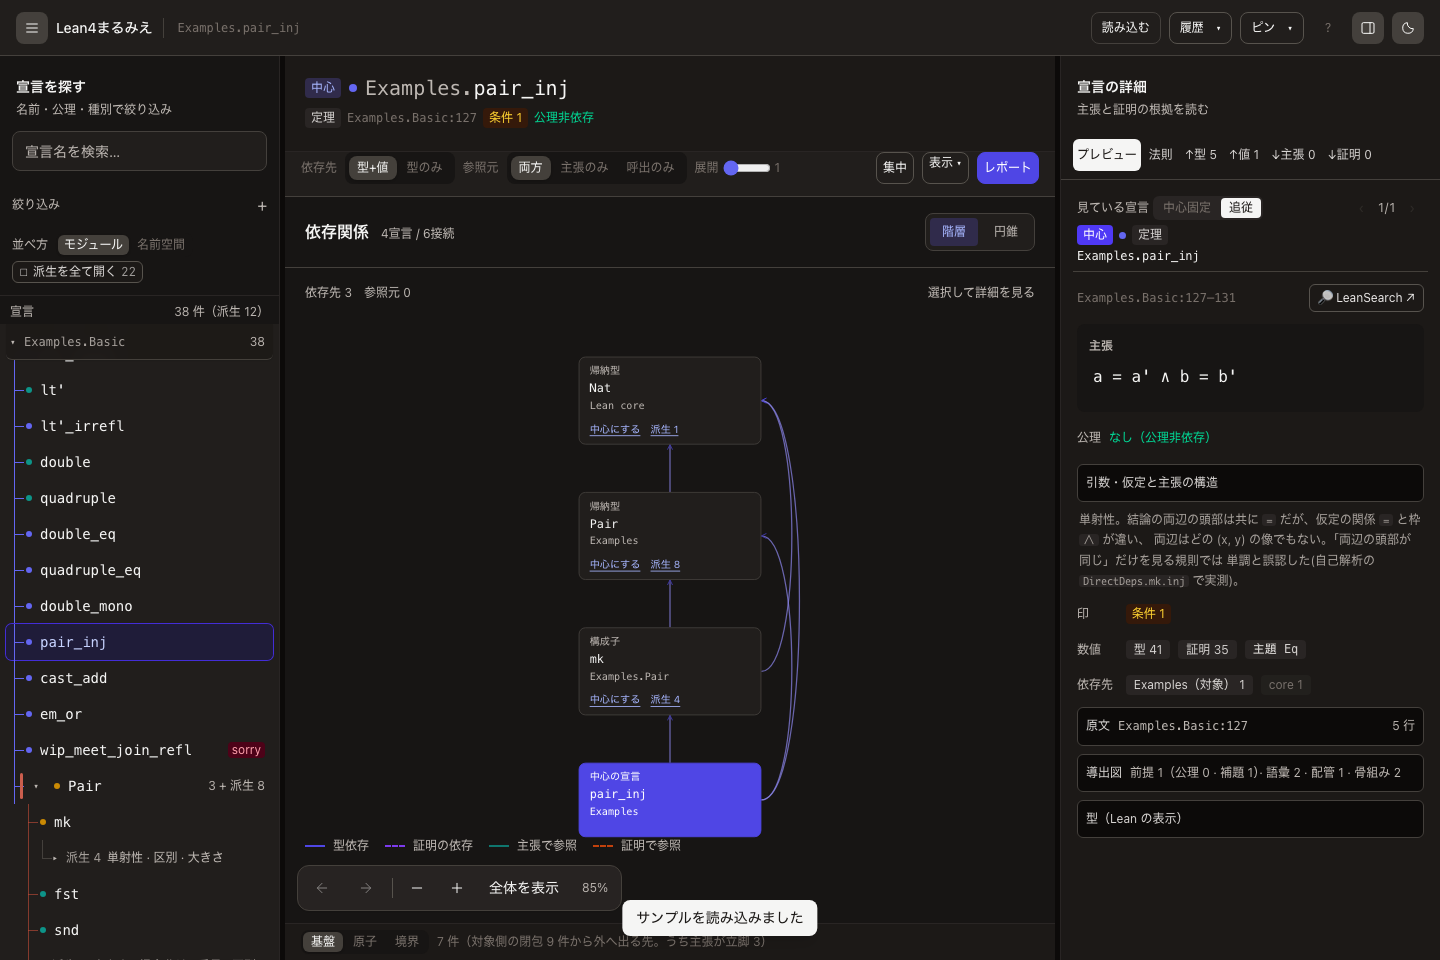 Lean4まるみえ Examples.pair_inj
読み込む 履歴 ピン ?
宣言を探す
名前・公理・種別で絞り込み
宣言名を検索...
絞り込み +
並べ方 モジュール 名前空間
派生を全て開く 22
宣言 38 件（派生 12）
Examples.Basic 38
lt'
lt'_irrefl
double
quadruple
double_eq
quadruple_eq
double_mono
pair_inj
cast_add
em_or
wip_meet_join_refl sorry
Pair 3 + 派生 8
mk
派生 4 単射性 · 区別 · 大きさ
fst
snd
中心 Examples.pair_inj
定理 Examples.Basic:127 条件 1 公理非依存
依存先 型+値 型のみ 参照元 両方 主張のみ 呼出のみ 展開 1
集中 表示 レポート
依存関係 4宣言 / 6接続
階層 円錐
依存先 3 参照元 0 選択して詳細を見る
帰納型
Nat
Lean core
中心にする 派生 1
帰納型
Pair
Examples
中心にする 派生 8
構成子
mk
Examples.Pair
中心にする 派生 4
中心の宣言
pair_inj
Examples
型依存 証明の依存 主張で参照 証明で参照
← → − + 全体を表示 85%
サンプルを読み込みました
基盤 原子 境界 7 件（対象側の閉包 9 件から外へ出る先。うち主張が立脚 3）
宣言の詳細
主張と証明の根拠を読む
プレビュー 法則 ↑型 5 ↑値 1 ↓主張 0 ↓証明 0
見ている宣言 中心固定 追従 ‹ 1/1 ›
中心 定理
Examples.pair_inj
Examples.Basic:127–131 LeanSearch ↗
主張
a = a' ∧ b = b'
公理 なし（公理非依存）
引数・仮定と主張の構造
単射性。結論の両辺の頭部は共に = だが、仮定の関係 = と枠
∧ が違い、 両辺はどの (x, y) の像でもない。「両辺の頭部が
同じ」だけを見る規則では 単調と誤認した(自己解析の
DirectDeps.mk.inj で実測)。
印 条件 1
数値 型 41 証明 35 主題 Eq
依存先 Examples（対象） 1 core 1
原文 Examples.Basic:127 5 行
導出図 前提 1（公理 0 · 補題 1）· 語彙 2 · 配管 1 · 骨組み 2
型（Lean の表示）